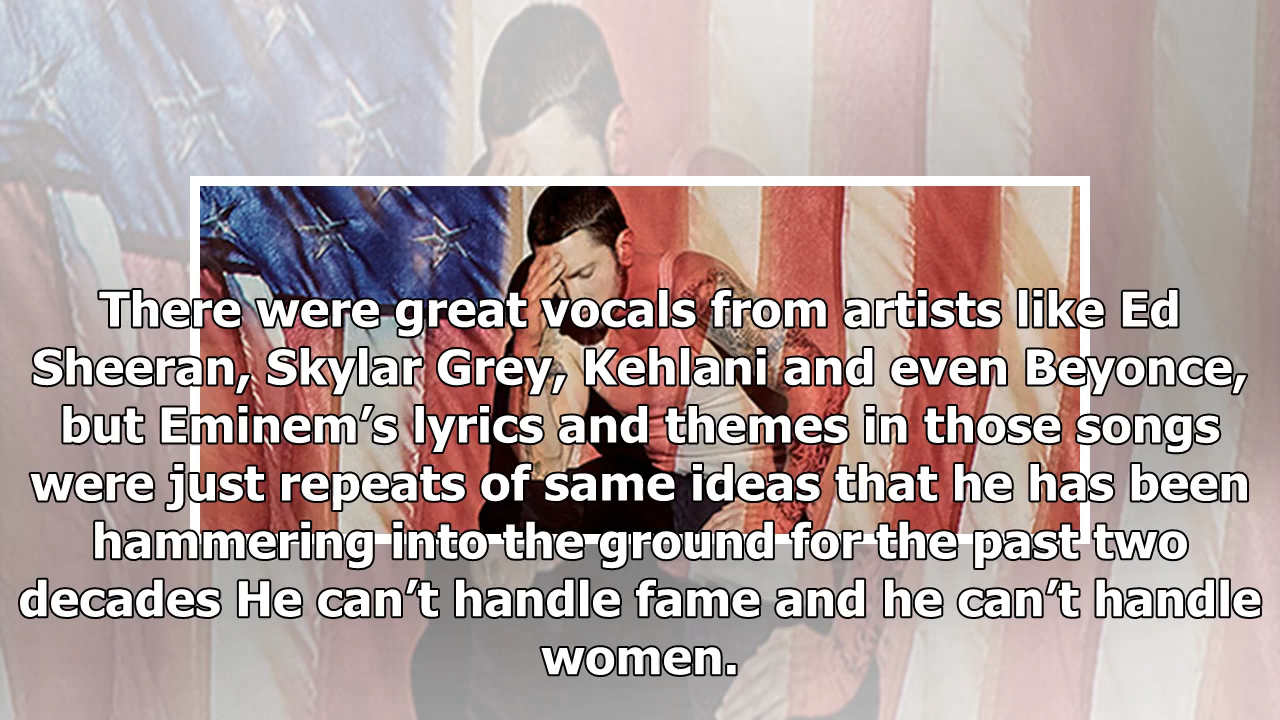 There were great vocals from artists like Ed
Sheeran, Skylar Grey, Kehlani and even Beyonce,
but Eminem’s lyrics and themes in those songs
were just repeats of same ideas that he has been
hammering into the ground for the past two
decades He can’t handle fame and he can’t handle
women.